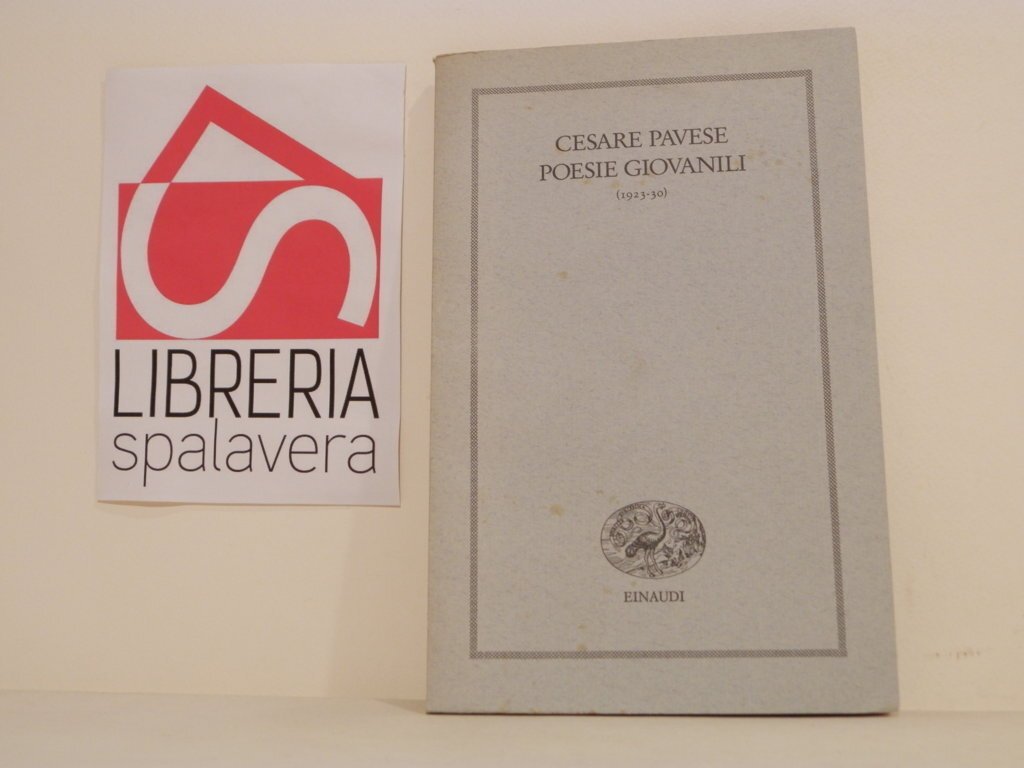 LIBRERIA
spalavera
CESARE PAVESE
POESIE GIOVANILI
(1923-30)
EINAUDI